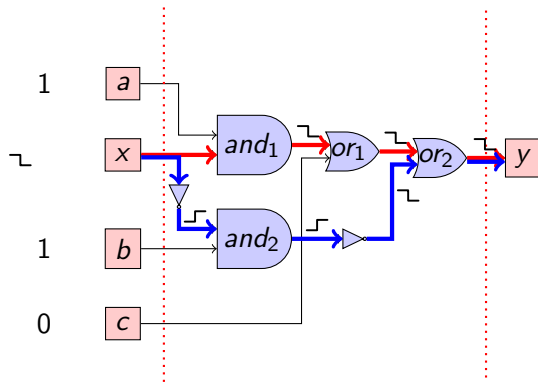 1 a
and₁ or₁ or₂
x y
and₂
1 b
0 c